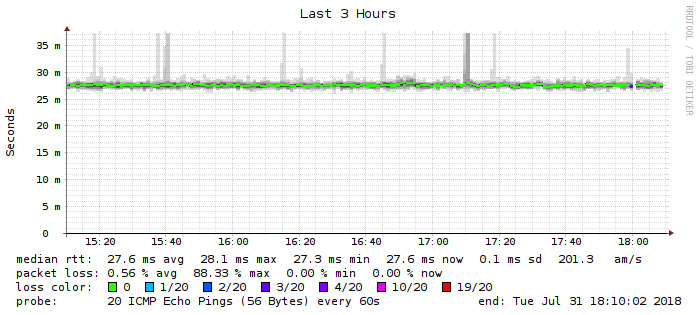 Last 3 Hours
RRDTOOL / TOBI OETIKER
Seconds
35 m
30 m
25 m
20 m
15 m
10 m
5 m
0
15:20 15:40 16:00 16:20 16:40 17:00 17:20 17:40 18:00
median rtt: 27.6 ms avg 28.1 ms max 27.3 ms min 27.6 ms now 0.1 ms sd 201.3 am/s
packet loss: 0.56 % avg 88.33 % max 0.00 % min 0.00 % now
loss color: 0 1/20 2/20 3/20 4/20 10/20 19/20
probe: 20 ICMP Echo Pings (56 Bytes) every 60s end: Tue Jul 31 18:10:02 2018